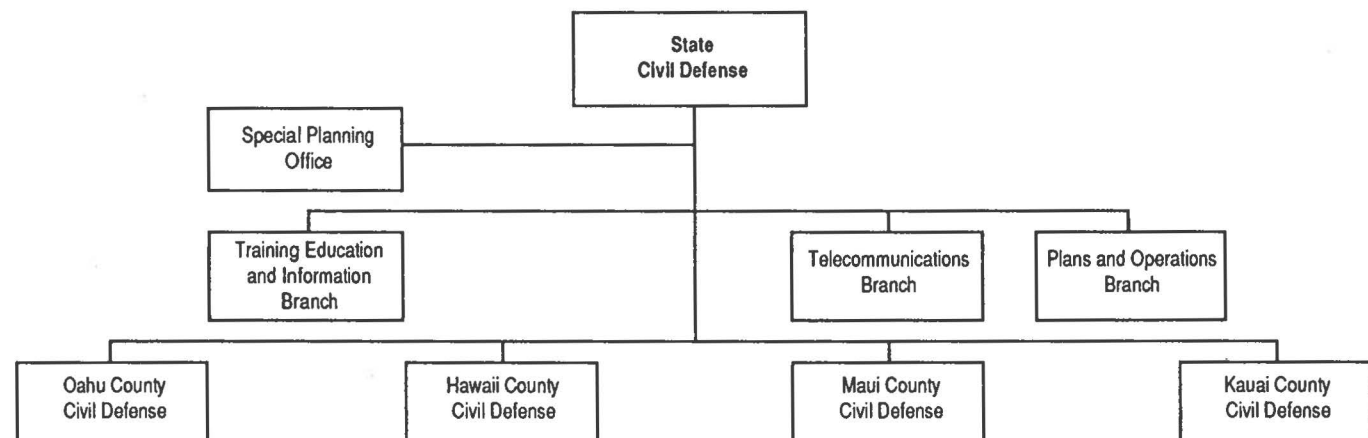 State
Civil Defense
Special Planning
Office
Training Education
and Information
Branch
Telecommunications
Branch
Plans and Operations
Branch
Oahu County
Civil Defense
Hawaii County
Civil Defense
Maui County
Civil Defense
Kauai County
Civil Defense